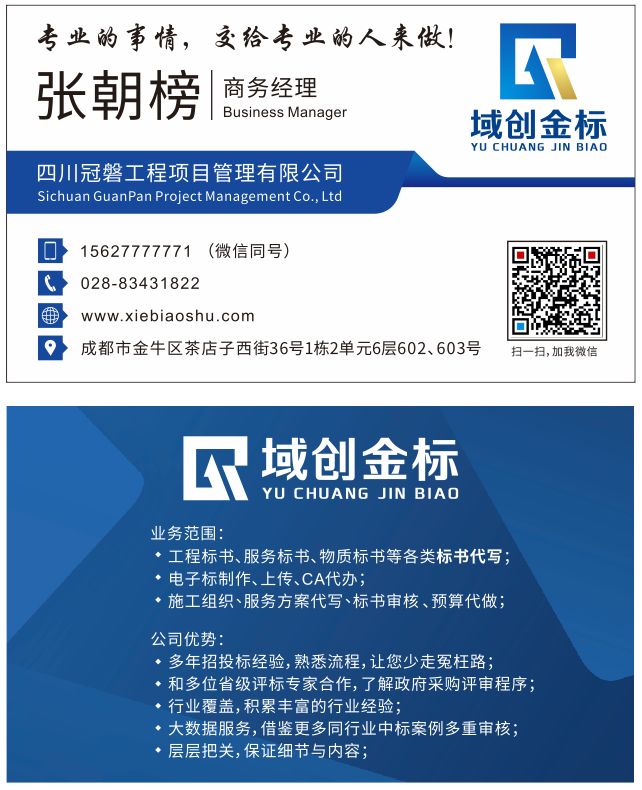 专业的事情，交给专业的人来做！
张朝榜
商务经理
Business Manager
域创金标
YU CHUANG JIN BIAO
四川冠磐工程项目管理有限公司
Sichuan GuanPan Project Management Co., Ltd
15627777771 （微信同号）
028-83431822
www.xiebiaoshu.com
成都市金牛区茶店子西街36号1栋2单元6层602、603号
扫一扫，加我微信
域创金标
YU CHUANG JIN BIAO
业务范围：
工程标书、服务标书、物质标书等各类标书代写；
电子标制作、上传、CA代办；
施工组织、服务方案代写、标书审核、预算代做；
公司优势：
多年招投标经验，熟悉流程，让您少走冤枉路；
和多位省级评标专家合作，了解政府采购评审程序；
行业覆盖，积累丰富的行业经验；
大数据服务，借鉴更多同行业中标案例多重审核；
层层把关，保证细节与内容；